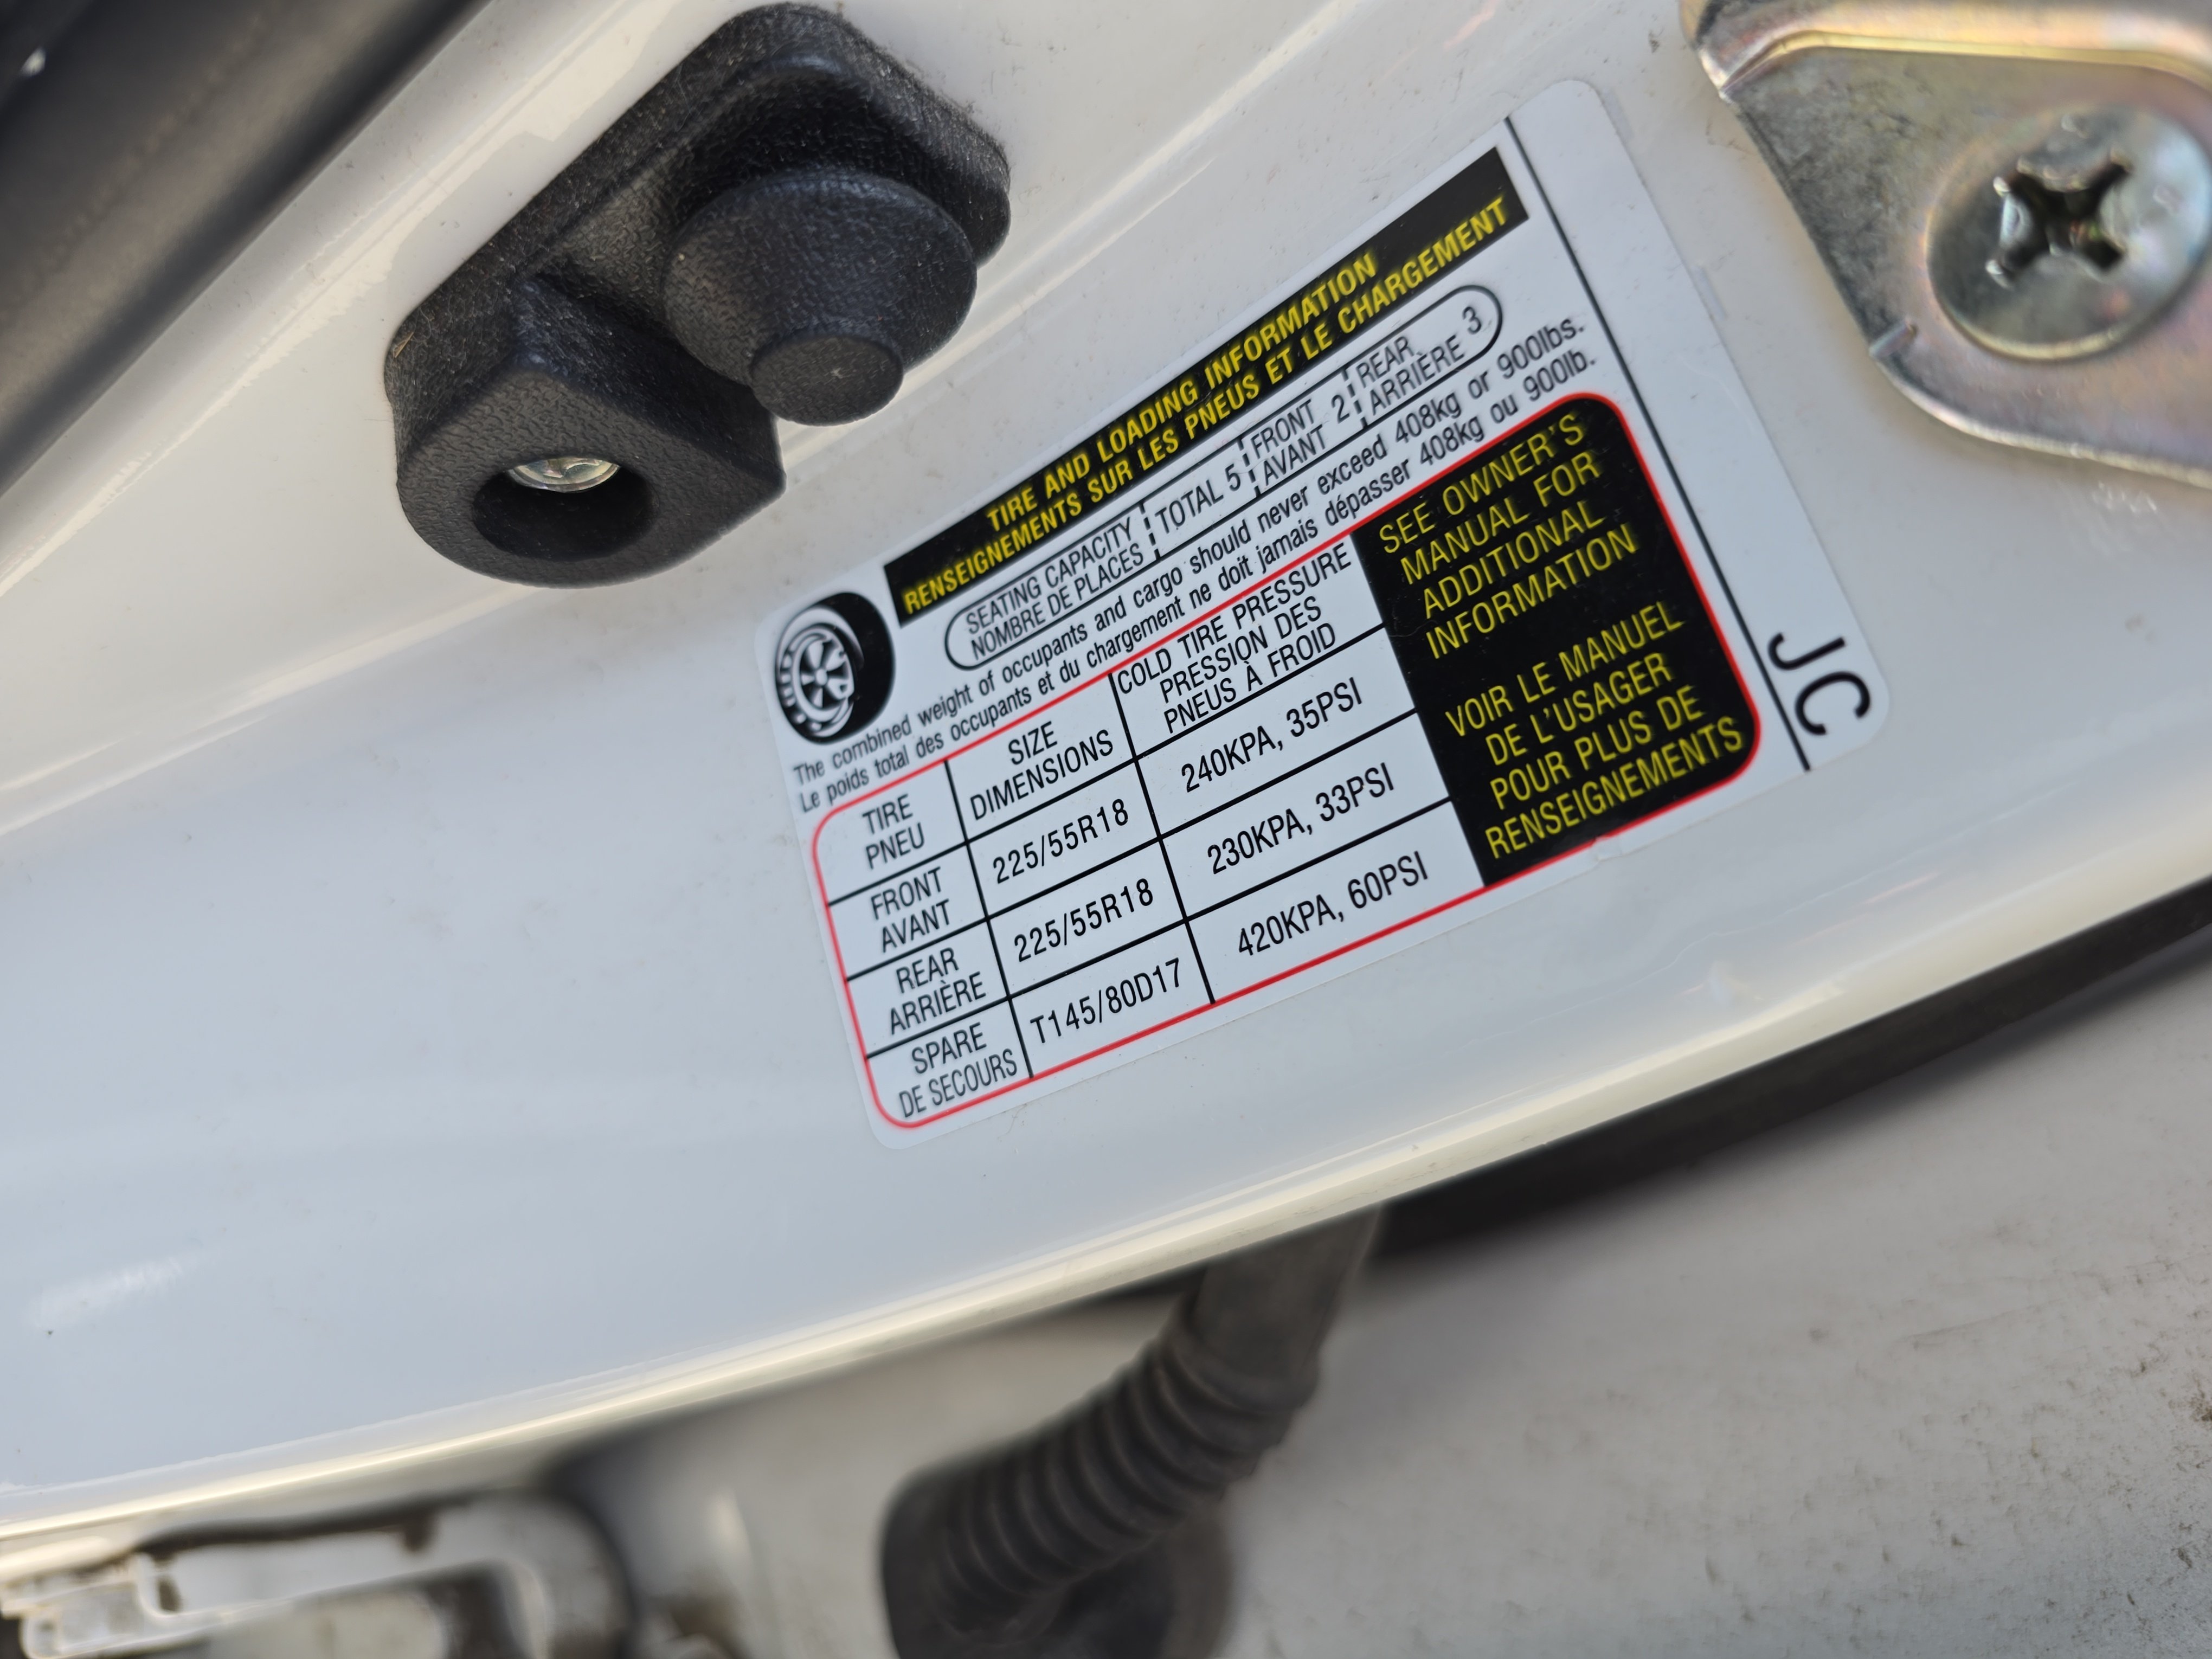 TIRE AND LOADING INFORMATION
RENSEIGNEMENTS SUR LES PNEUS ET LE CHARGEMENT
SEATING CAPACITY
NOMBRE DE PLACES
TOTAL 5
FRONT
AVANT 2
REAR
ARRIÈRE 3
The combined weight of occupants and cargo should never exceed 408kg or 900lbs.
Le poids total des occupants et du chargement ne doit jamais dépasser 408kg ou 900lb.
TIRE
PNEU
SIZE
DIMENSIONS
COLD TIRE PRESSURE
PRESSION DES
PNEUS À FROID
FRONT
AVANT
225/55R18
240KPA, 35PSI
REAR
ARRIÈRE
225/55R18
230KPA, 33PSI
SPARE
DE SECOURS
T145/80D17
420KPA, 60PSI
SEE OWNER'S
MANUAL FOR
ADDITIONAL
INFORMATION
VOIR LE MANUEL
DE L'USAGER
POUR PLUS DE
RENSEIGNEMENTS
JC